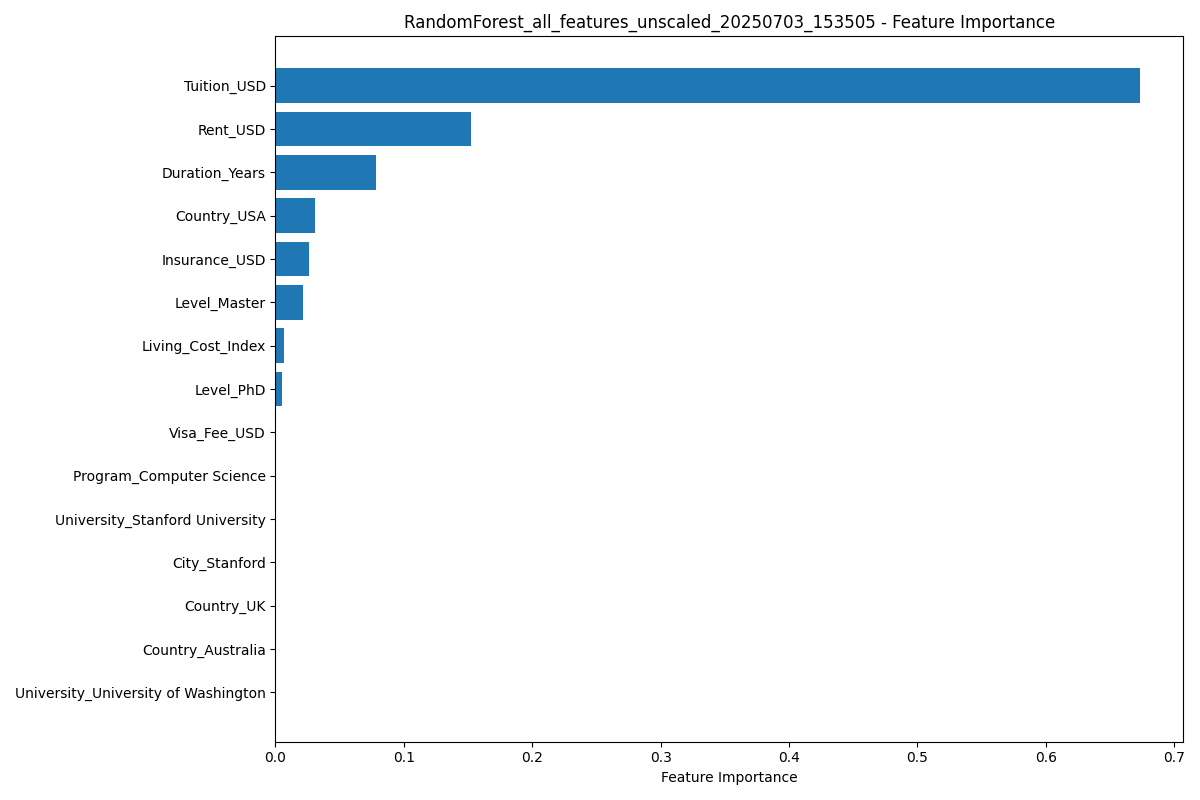 RandomForest_all_features_unscaled_20250703_153505 - Feature Importance
Tuition_USD
Rent_USD
Duration_Years
Country_USA
Insurance_USD
Level_Master
Living_Cost_Index
Level_PhD
Visa_Fee_USD
Program_Computer Science
University_Stanford University
City_Stanford
Country_UK
Country_Australia
University_University of Washington
0.0 0.1 0.2 0.3 0.4 0.5 0.6 0.7
Feature Importance